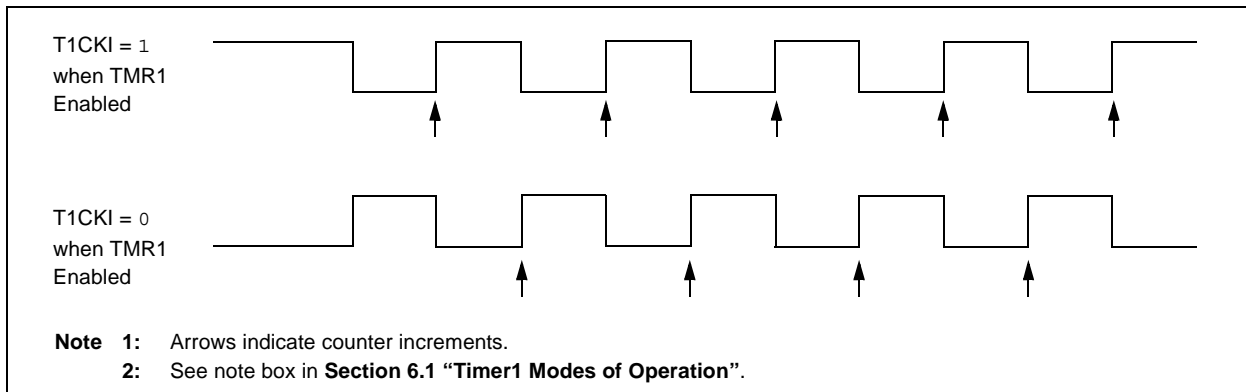 T1CKI = 1
when TMR1
Enabled
T1CKI = 0
when TMR1
Enabled
Note 1: Arrows indicate counter increments.
2: See note box in Section 6.1 “Timer1 Modes of Operation”.